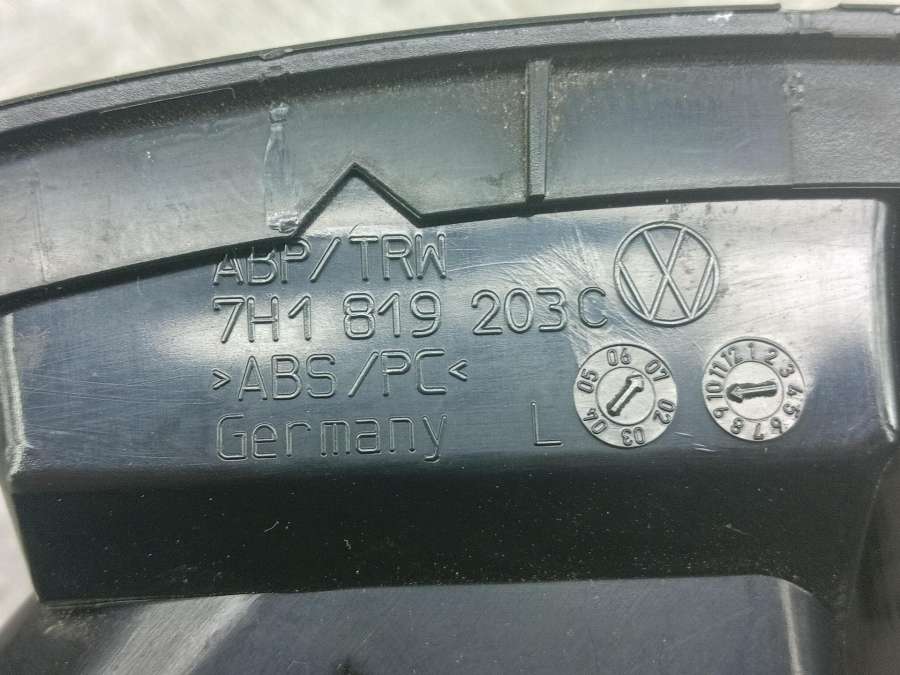 ABP/TRW
7H1 819 203C
>ABS/PC<
Germany L
02 03 04 05 06 07
1 2 3 4 5 6 7 8 9 10 11 12